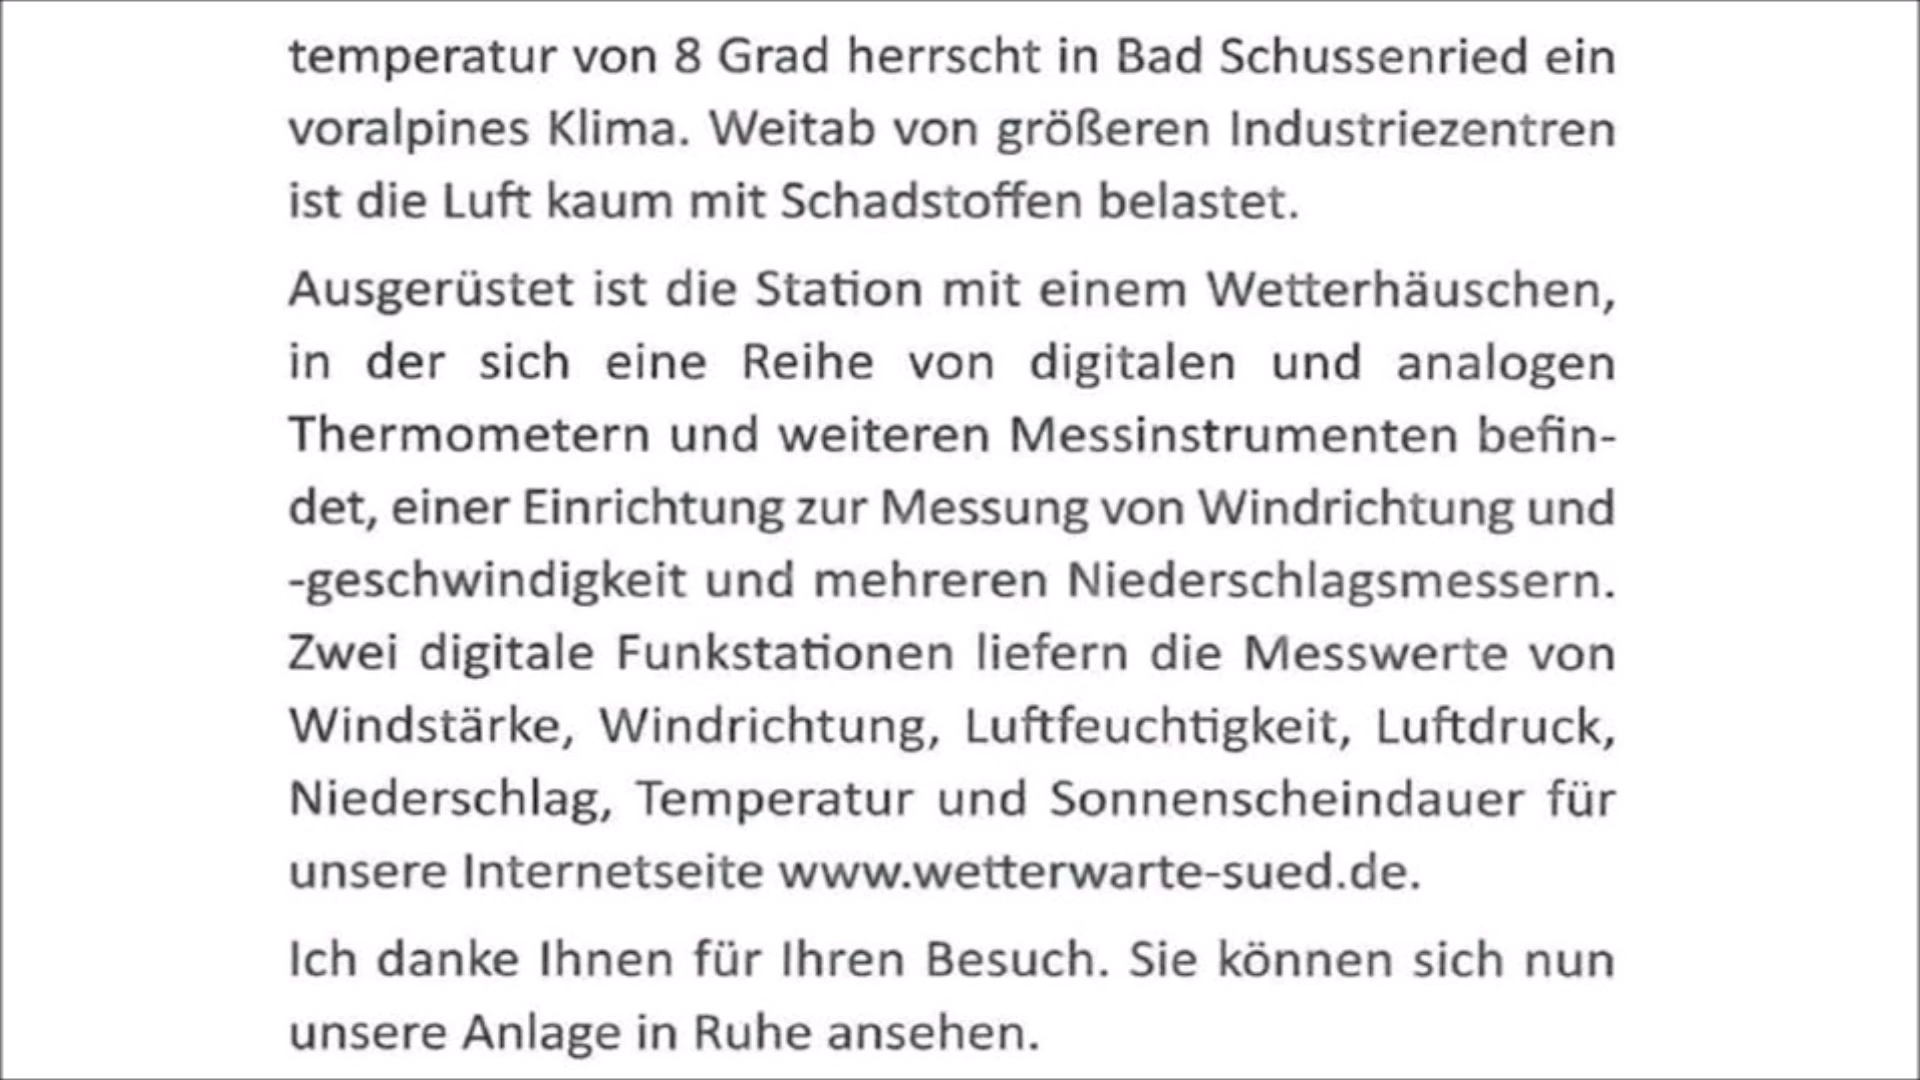 temperatur von 8 Grad herrscht in Bad Schussenried ein
voralpines Klima. Weitab von größeren Industriezentren
ist die Luft kaum mit Schadstoffen belastet.
Ausgerüstet ist die Station mit einem Wetterhäuschen,
in der sich eine Reihe von digitalen und analogen
Thermometern und weiteren Messinstrumenten befin-
det, einer Einrichtung zur Messung von Windrichtung und
-geschwindigkeit und mehreren Niederschlagsmessern.
Zwei digitale Funkstationen liefern die Messwerte von
Windstärke, Windrichtung, Luftfeuchtigkeit, Luftdruck,
Niederschlag, Temperatur und Sonnenscheindauer für
unsere Internetseite www.wetterwarte-sued.de.
Ich danke Ihnen für Ihren Besuch. Sie können sich nun
unsere Anlage in Ruhe ansehen.